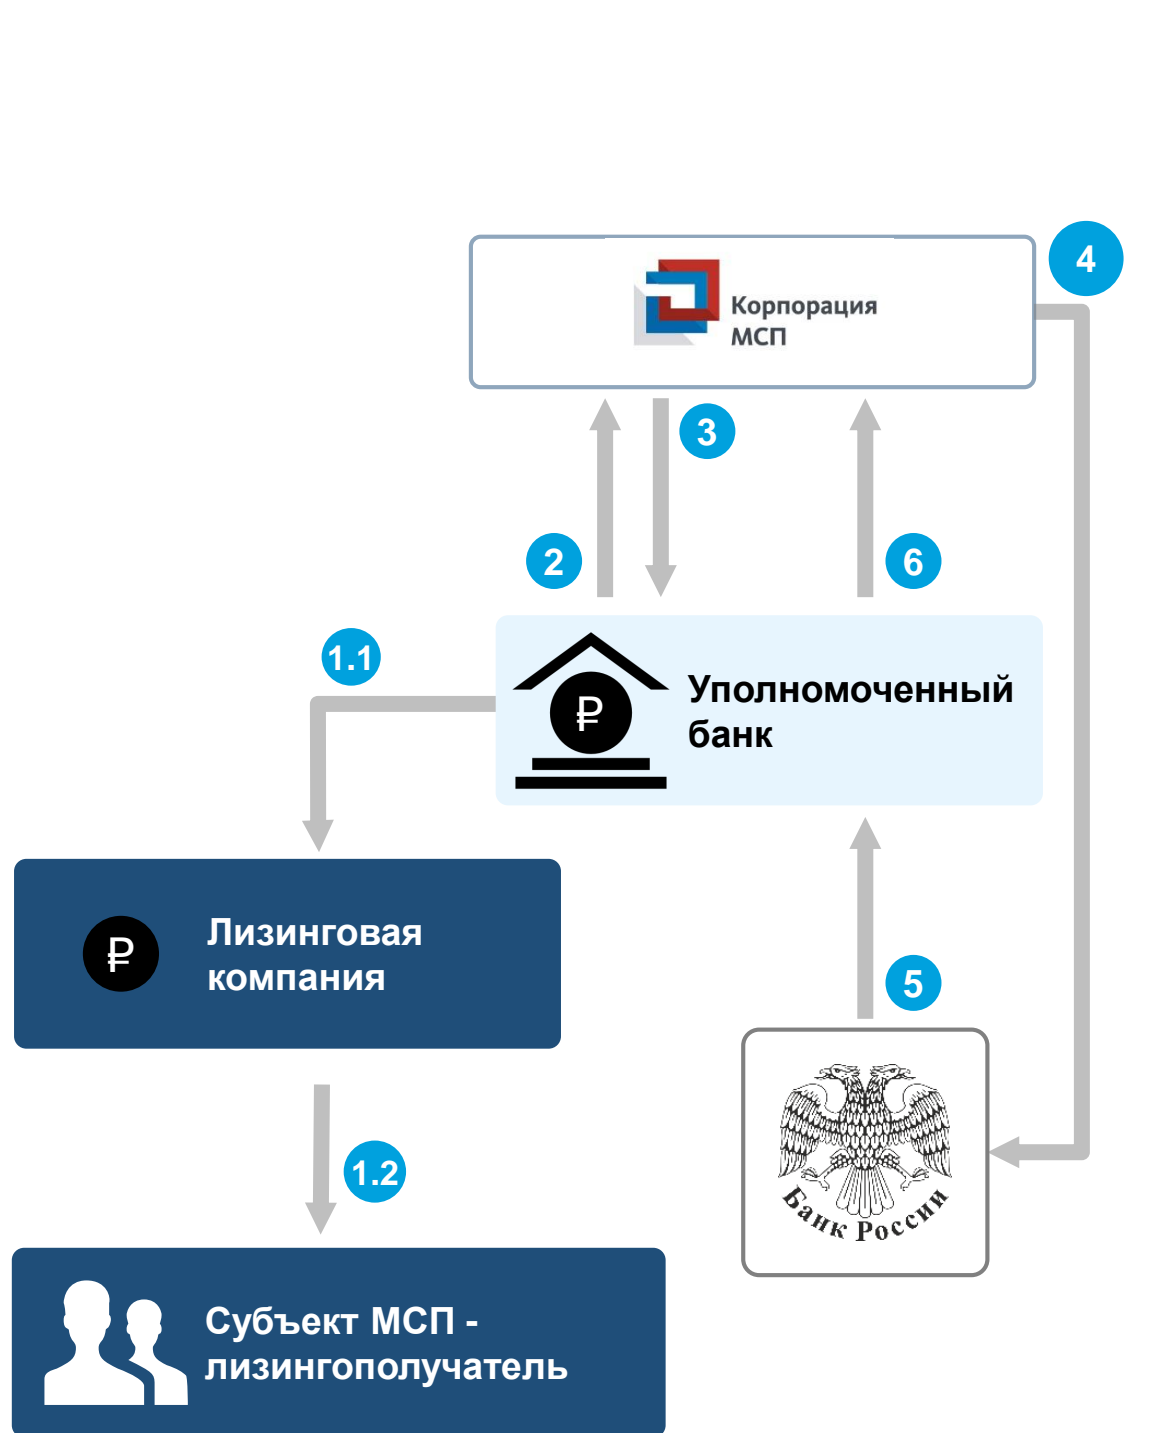 4
Корпорация
МСП
3
2
6
1.1
₽
Уполномоченный
банк
₽
Лизинговая
компания
5
1.2
Банк России
Субъект МСП -
лизингополучатель